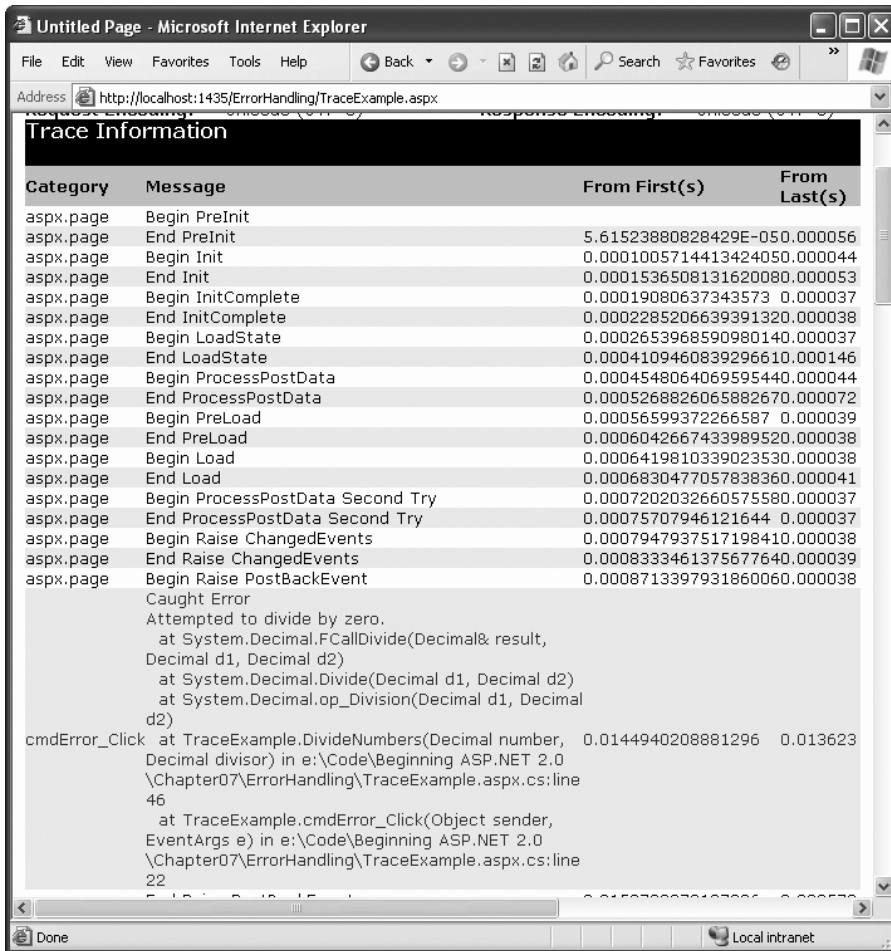 Untitled Page - Microsoft Internet Explorer
File Edit View Favorites Tools Help Back Search Favorites »
Address http://localhost:1435/ErrorHandling/TraceExample.aspx
Trace Information
Category Message From First(s) From Last(s)
aspx.page Begin PreInit
aspx.page End PreInit 5.61523880828429E-050.000056
aspx.page Begin Init 0.0001005714413424050.000044
aspx.page End Init 0.0001536508131620080.000053
aspx.page Begin InitComplete 0.00019080637343573 0.000037
aspx.page End InitComplete 0.0002285206639391320.000038
aspx.page Begin LoadState 0.0002653968590980140.000037
aspx.page End LoadState 0.0004109460839296610.000146
aspx.page Begin ProcessPostData 0.0004548064069595440.000044
aspx.page End ProcessPostData 0.0005268826065882670.000072
aspx.page Begin PreLoad 0.00056599372266587 0.000039
aspx.page End PreLoad 0.0006042667433989520.000038
aspx.page Begin Load 0.0006419810339023530.000038
aspx.page End Load 0.0006830477057838360.000041
aspx.page Begin ProcessPostData Second Try 0.0007202032660575580.000037
aspx.page End ProcessPostData Second Try 0.00075707946121644 0.000037
aspx.page Begin Raise ChangedEvents 0.0007947937517198410.000038
aspx.page End Raise ChangedEvents 0.0008333461375677640.000039
aspx.page Begin Raise PostBackEvent 0.0008713397931860060.000038
Caught Error
Attempted to divide by zero.
at System.Decimal.FCallDivide(Decimal& result,
Decimal d1, Decimal d2)
at System.Decimal.Divide(Decimal d1, Decimal d2)
at System.Decimal.op_Division(Decimal d1, Decimal
d2)
cmdError_Click at TraceExample.DivideNumbers(Decimal number, 0.0144940208881296 0.013623
Decimal divisor) in e:\Code\Beginning ASP.NET 2.0
\Chapter07\ErrorHandling\TraceExample.aspx.cs:line
46
at TraceExample.cmdError_Click(Object sender,
EventArgs e) in e:\Code\Beginning ASP.NET 2.0
\Chapter07\ErrorHandling\TraceExample.aspx.cs:line
22
Done Local intranet